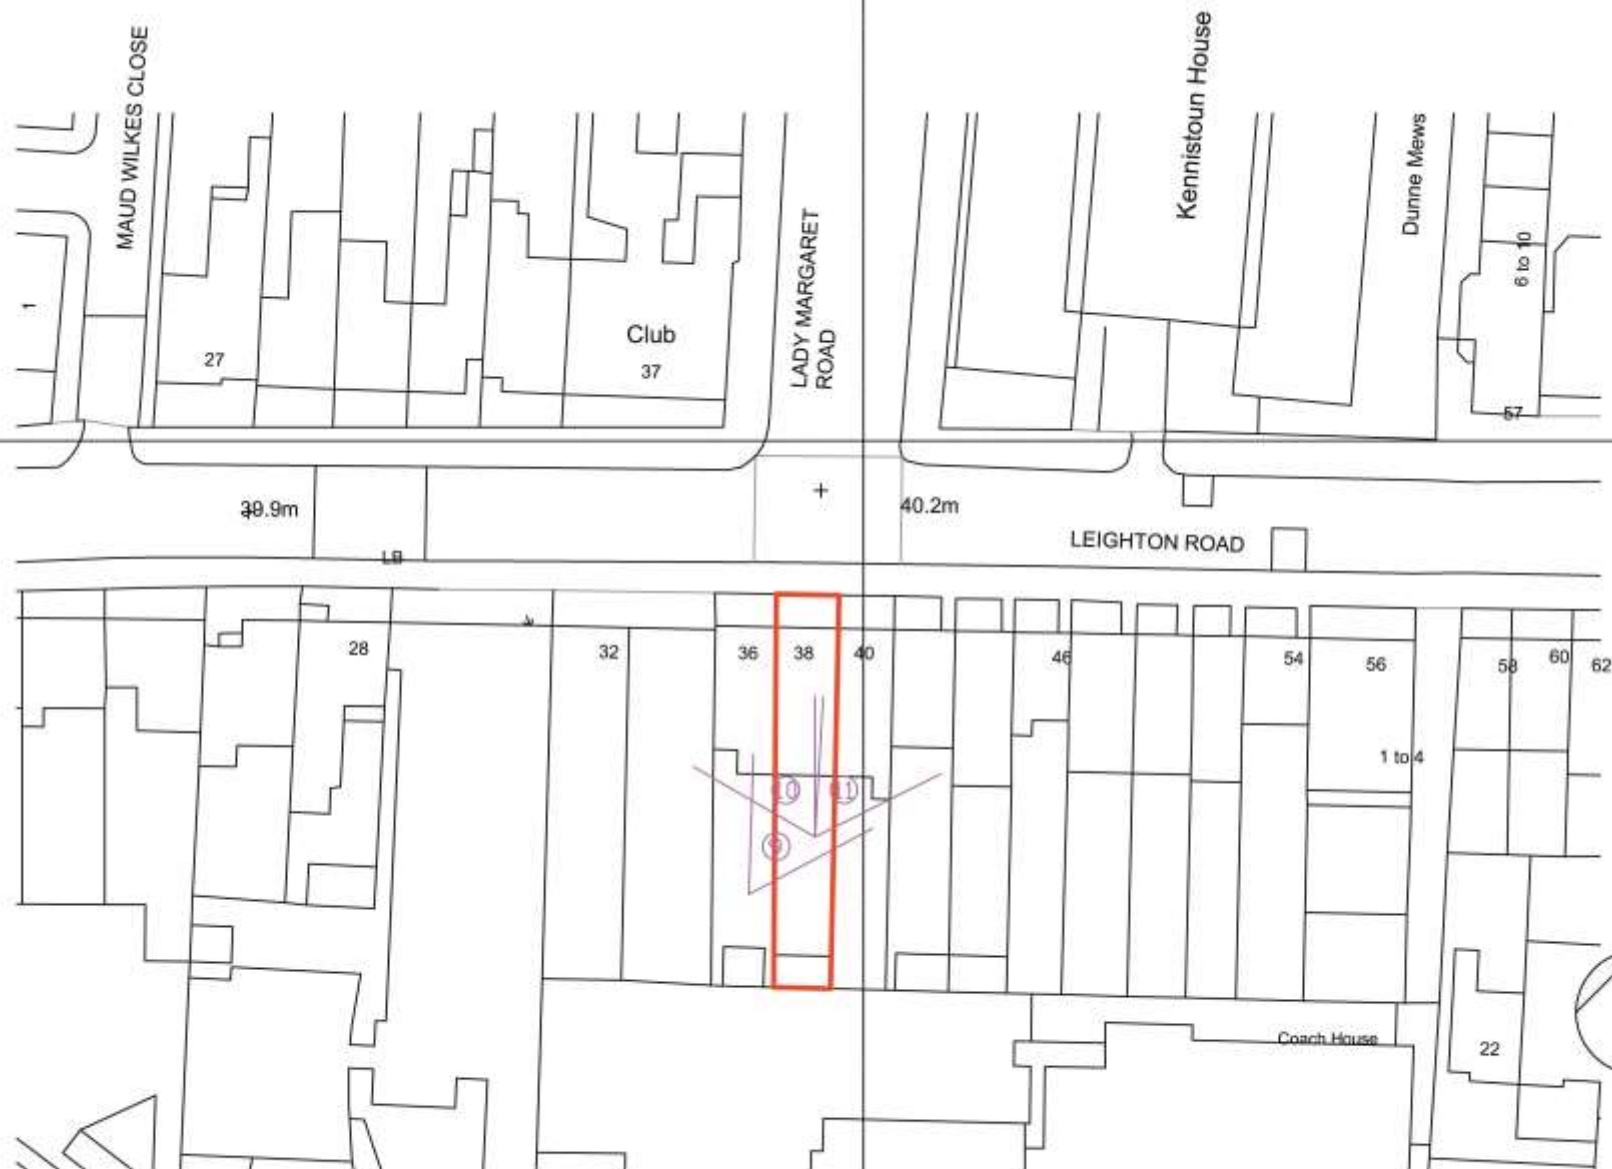 MAUD WILKES CLOSE
Kennistoun House
Dunne Mews
LADY MARGARET
ROAD
6 to 10
1
27
Club
37
57
39.9m
40.2m
LEIGHTON ROAD
LB
28
32
36
38
40
46
54
56
58
60
62
1 to 4
10
11
9
Coach House
22